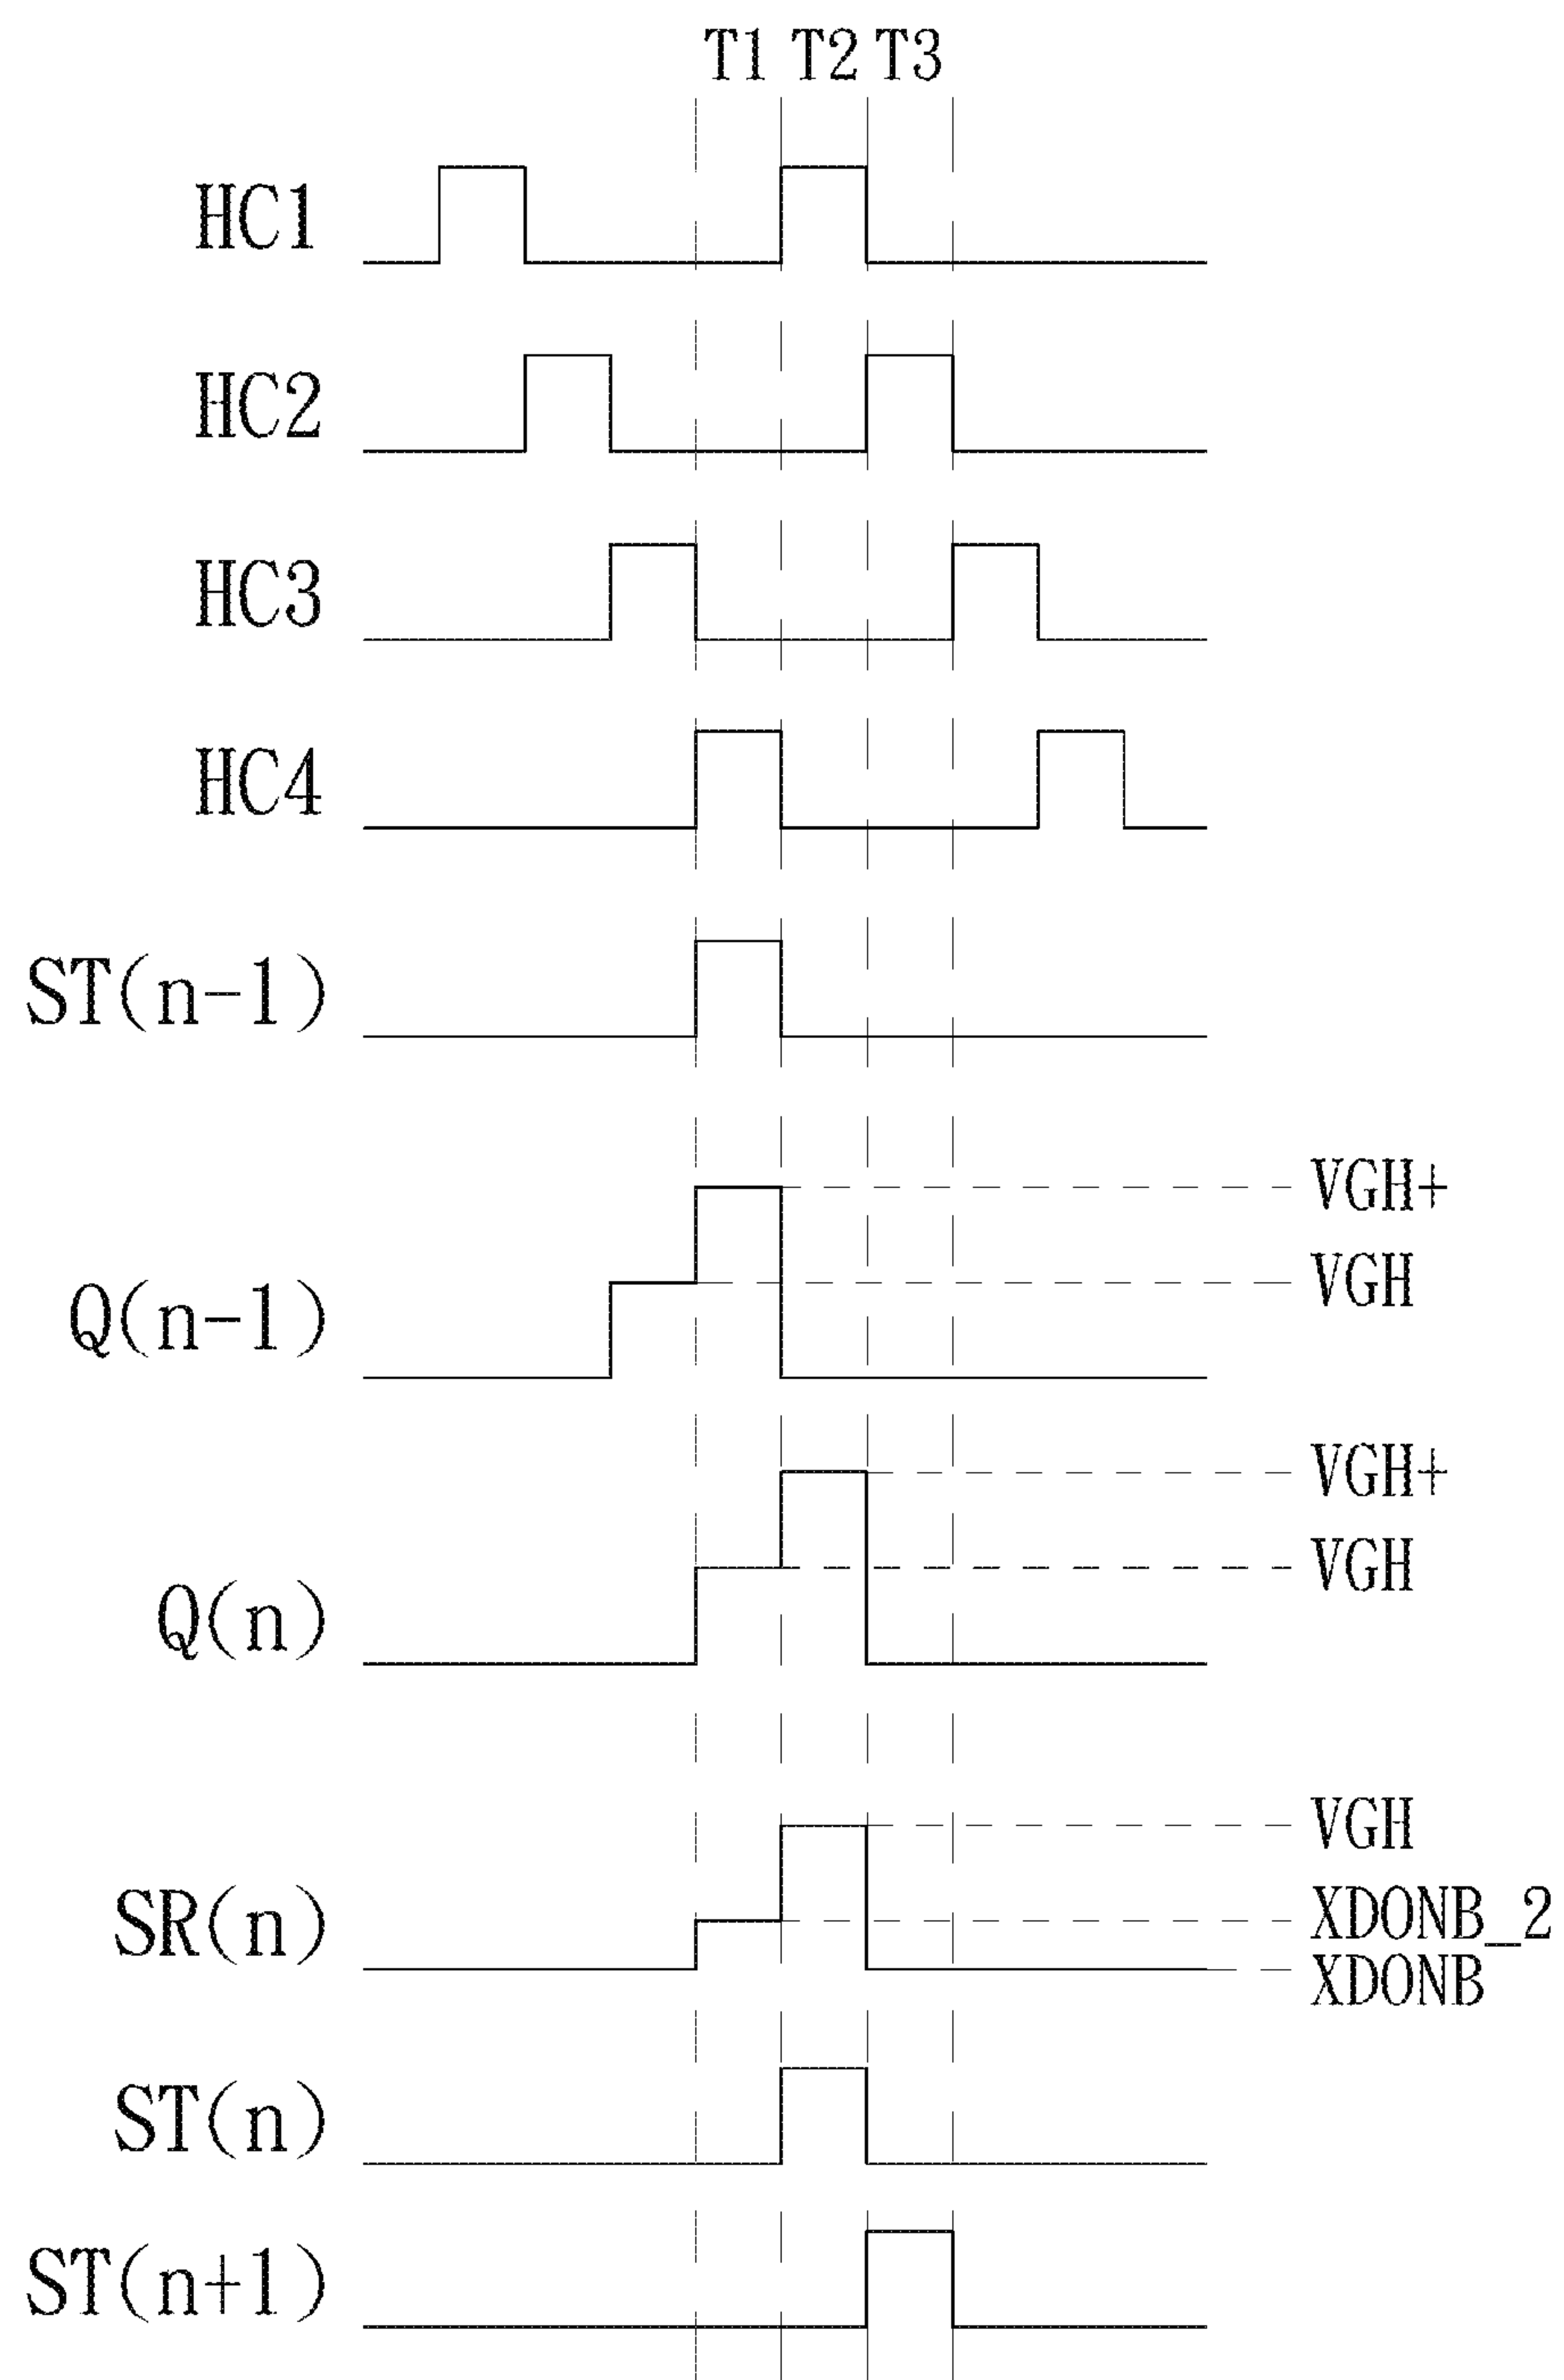 T1 T2 T3
HC1
HC2
HC3
HC4
ST(n-1)
VGH+
VGH
Q(n-1)
VGH+
VGH
Q(n)
VGH
XDONB_2
SR(n)
XDONB
ST(n)
ST(n+1)